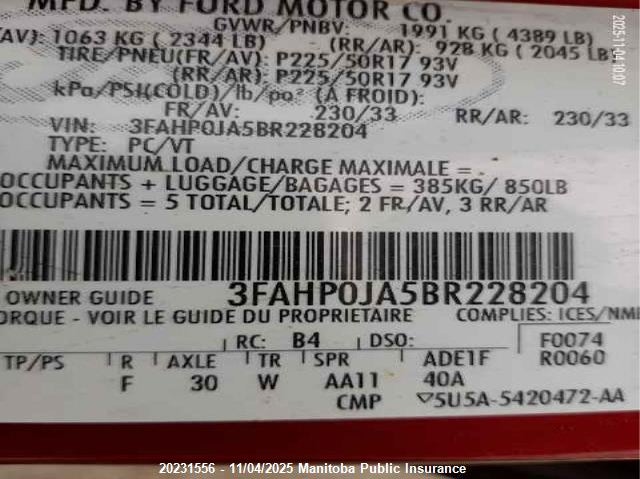 MFD. BY FORD MOTOR CO.
GVWR/PNBV: 1991 KG ( 4389 LB)
/AV): 1063 KG ( 2344 LB) (RR/AR): 928 KG ( 2045 LB
TIRE/PNEU(FR/AV): P225/50R17 93V
(RR/AR): P225/50R17 93V
kPa/PSI(COLD)/lb/po² (A FROID):
FR/AV: 230/33 RR/AR: 230/33
VIN: 3FAHP0JA5BR228204
TYPE: PC/VT
MAXIMUM LOAD/CHARGE MAXIMALE = .
OCCUPANTS + LUGGAGE/BAGAGES = 385KG/ 850LB
OCCUPANTS = 5 TOTAL/TOTALE; 2 FR/AV, 3 RR/AR
OWNER GUIDE 3FAHP0JA5BR228204
ORQUE - VOIR LE GUIDE DU PROPRIETAIRE COMPLIES: ICES/NM
RC: B4 DSO: F0074
TP/PS R AXLE TR SPR ADE1F R0060
F 30 W AA11 40A
CMP ▽5U5A-5420472-AA
2025-11-04 10:07
20231556 - 11/04/2025 Manitoba Public Insurance